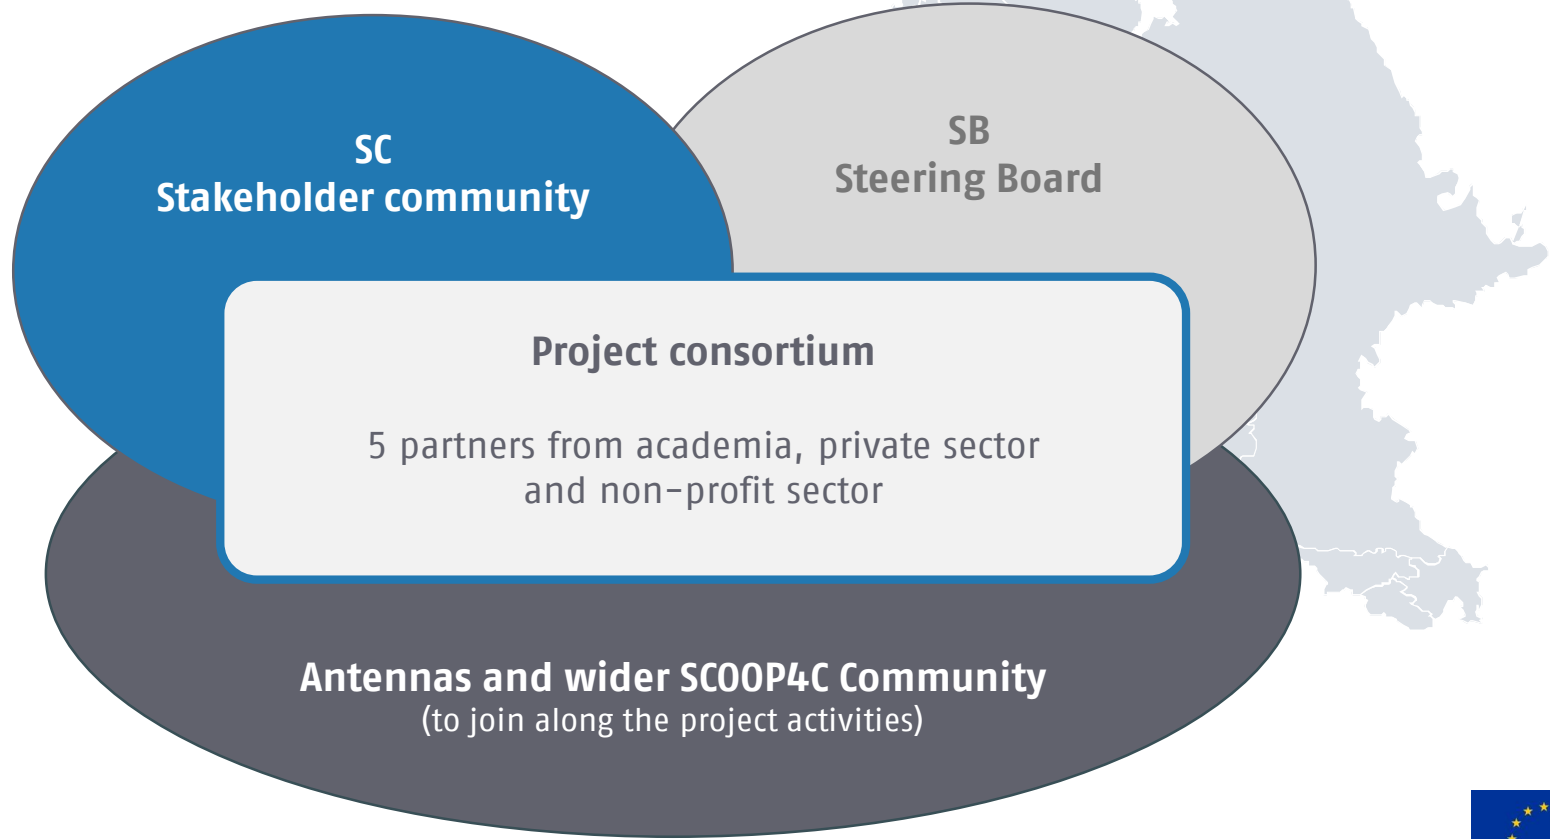 SC
Stakeholder community
SB
Steering Board
Project consortium
5 partners from academia, private sector
and non-profit sector
Antennas and wider SCOOP4C Community
(to join along the project activities)